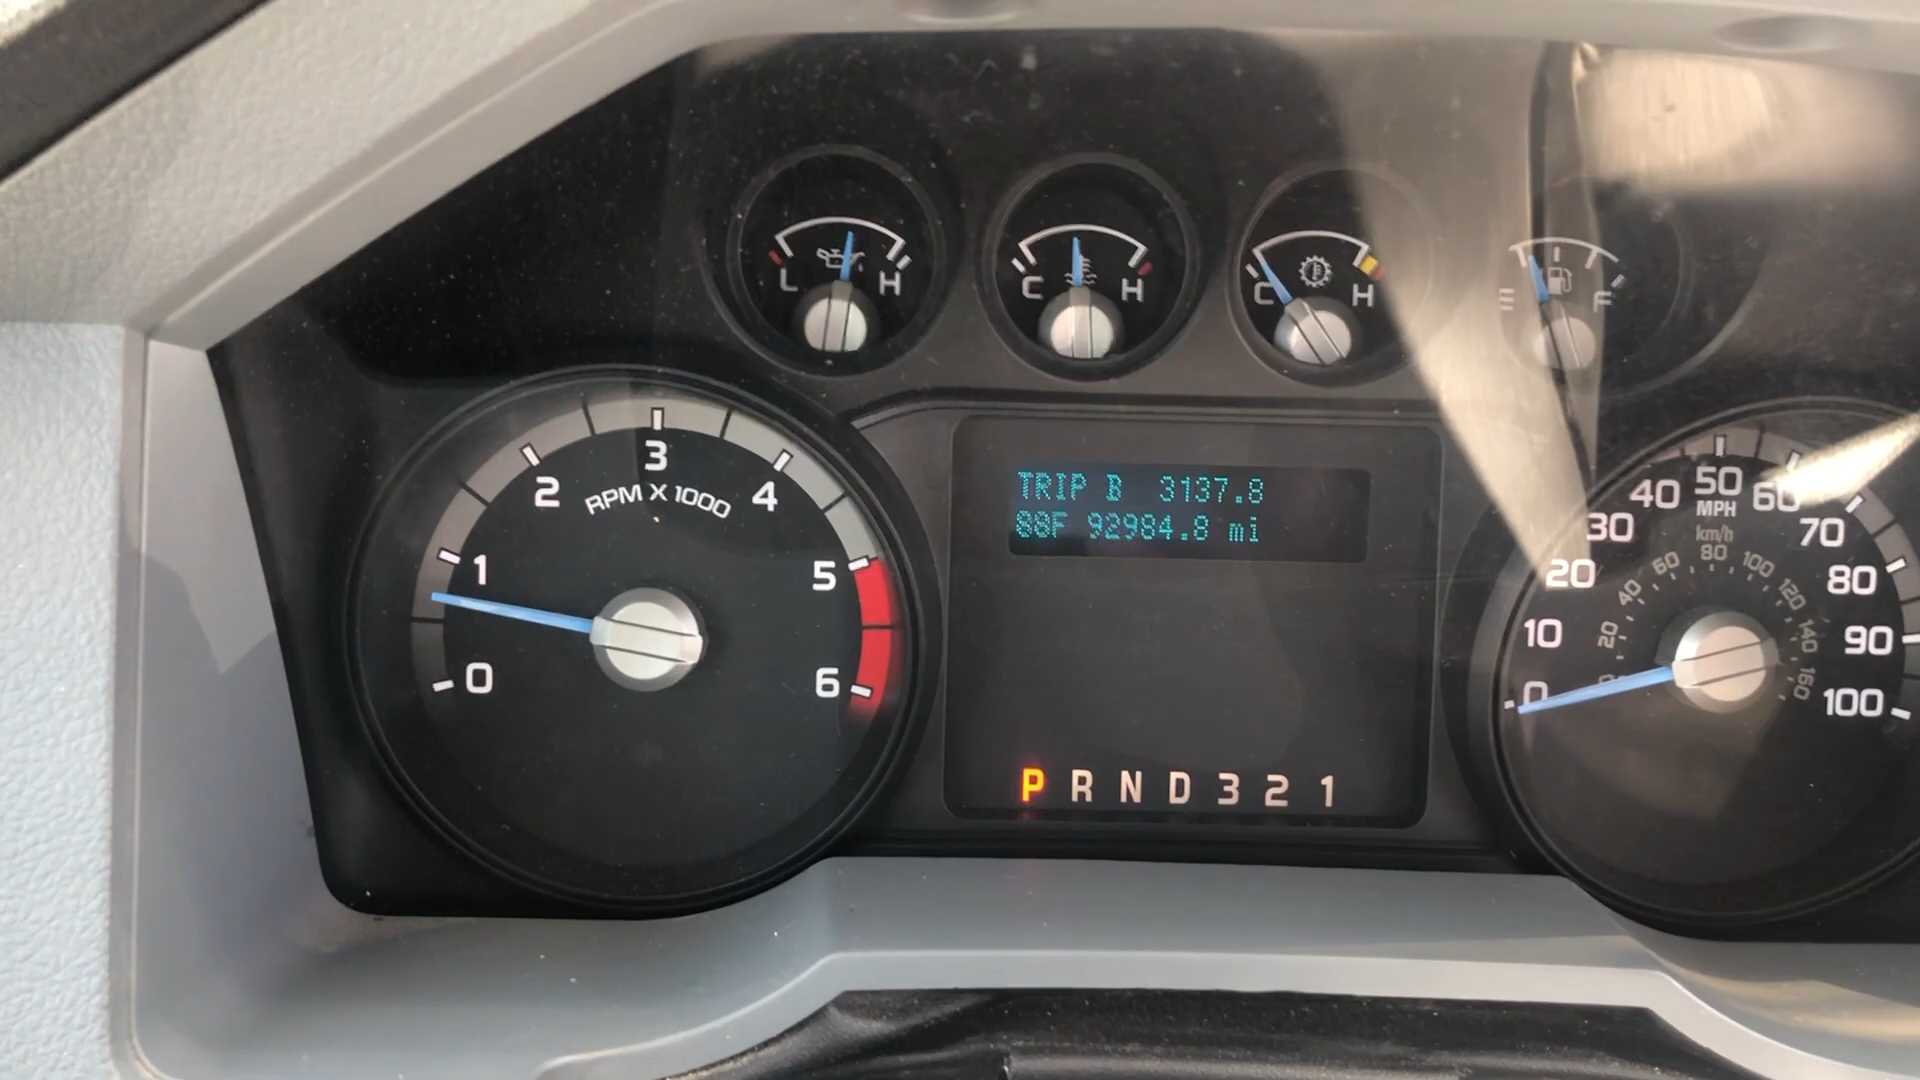 L H
C H
C H
E F
0 1 2 3 4 5 6
RPM X 1000
TRIP B 3137.8
88F 92984.8 mi
P R N D 3 2 1
0 10 20 30 40 50 60 70 80 90 100
MPH
km/h
20 40 60 80 100 120 140 160